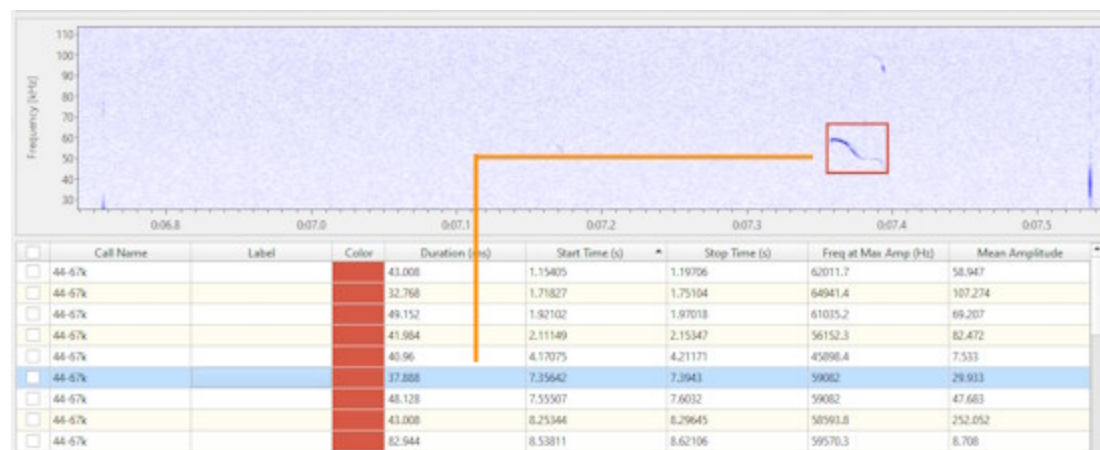 110
100
90
80
70
60
50
40
30
Frequency [kHz]
0:06.8 0:07.0 0:07.1 0:07.2 0:07.3 0:07.4 0:07.5
Call Name Label Color Duration (ms) Start Time (s) Stop Time (s) Freq at Max Amp (Hz) Mean Amplitude
44-67k 43.008 1.15405 1.19706 62011.7 58.947
44-67k 32.768 1.71827 1.75104 64941.4 107.274
44-67k 49.152 1.92102 1.97018 61035.2 69.207
44-67k 41.984 2.11149 2.15347 56152.3 82.472
44-67k 40.96 4.17075 4.21171 45898.4 7.533
44-67k 37.888 7.35642 7.3943 59082 29.933
44-67k 48.128 7.55507 7.6032 59082 47.683
44-67k 43.008 8.25344 8.29645 58593.8 252.052
44-67k 82.944 8.53811 8.62106 59570.3 8.708